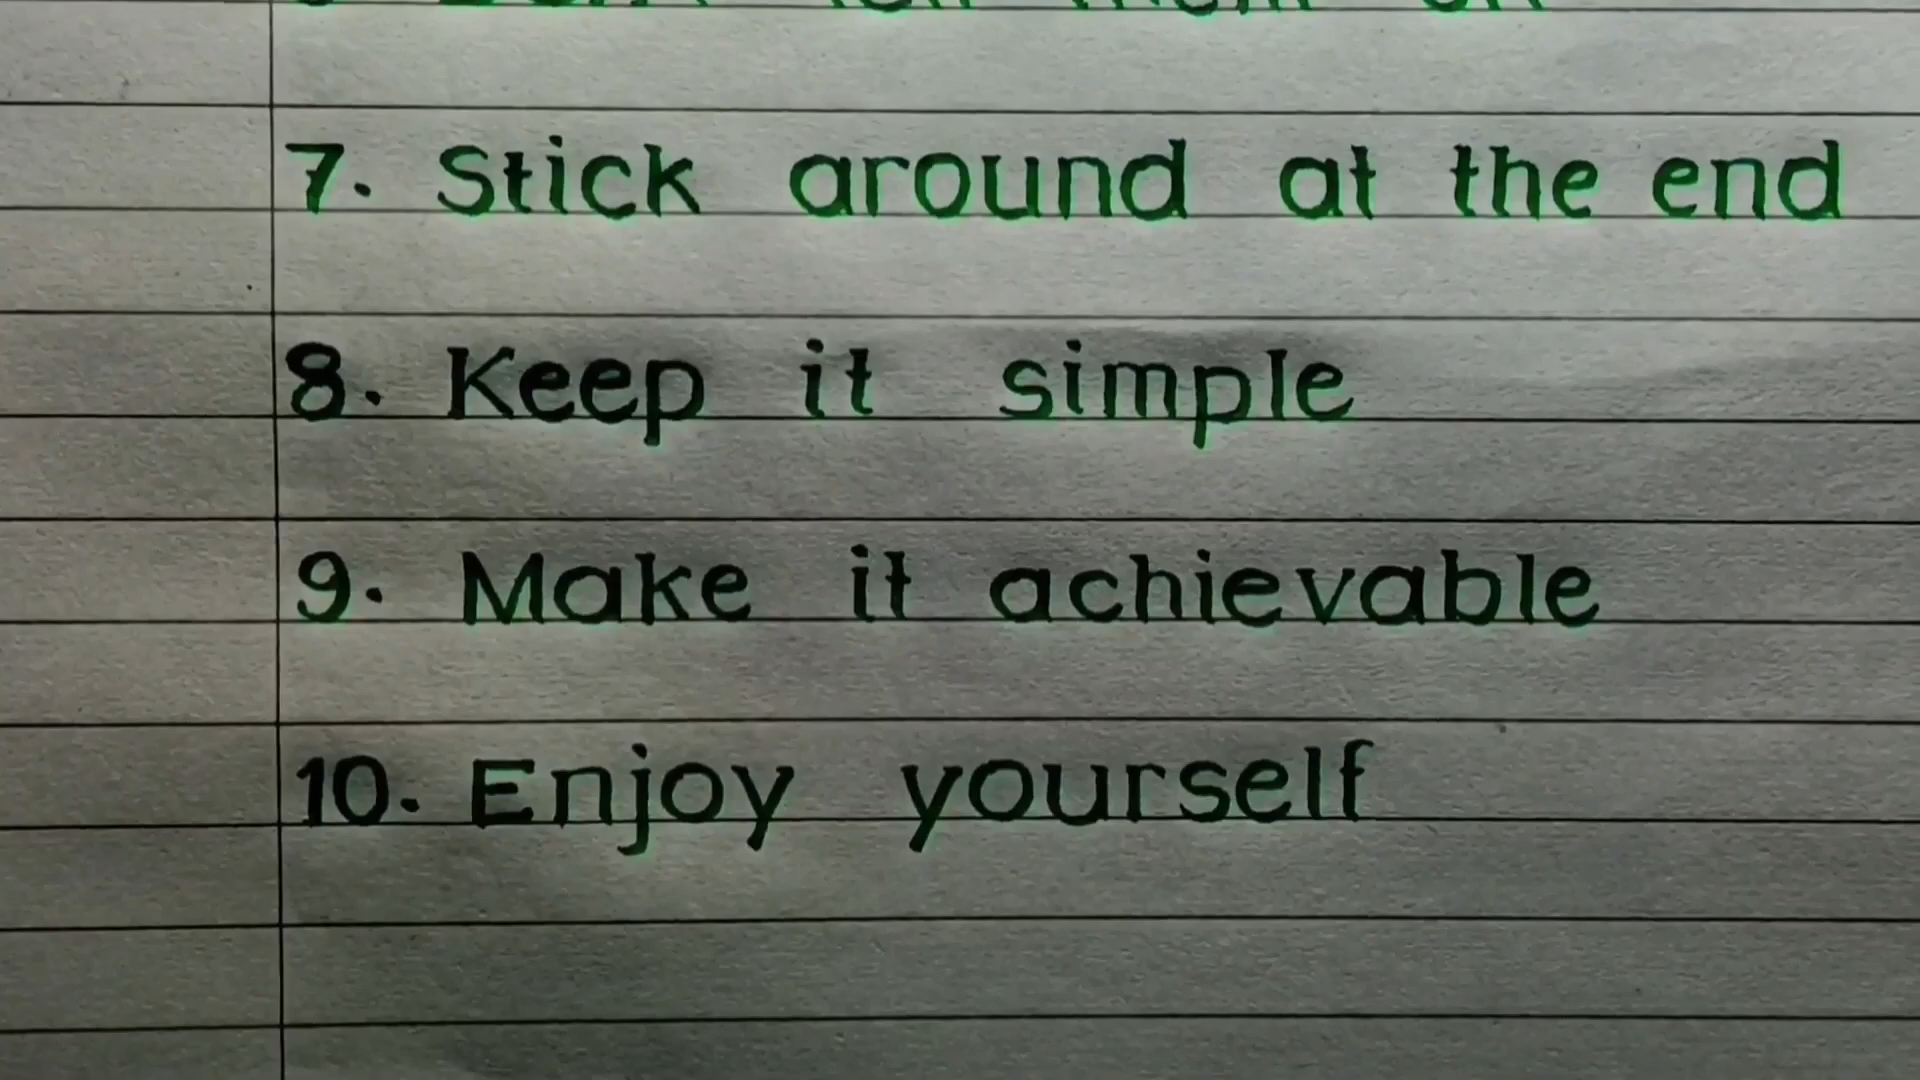 7. Stick around at the end
8. Keep it simple
9. Make it achievable
10. Enjoy yourself